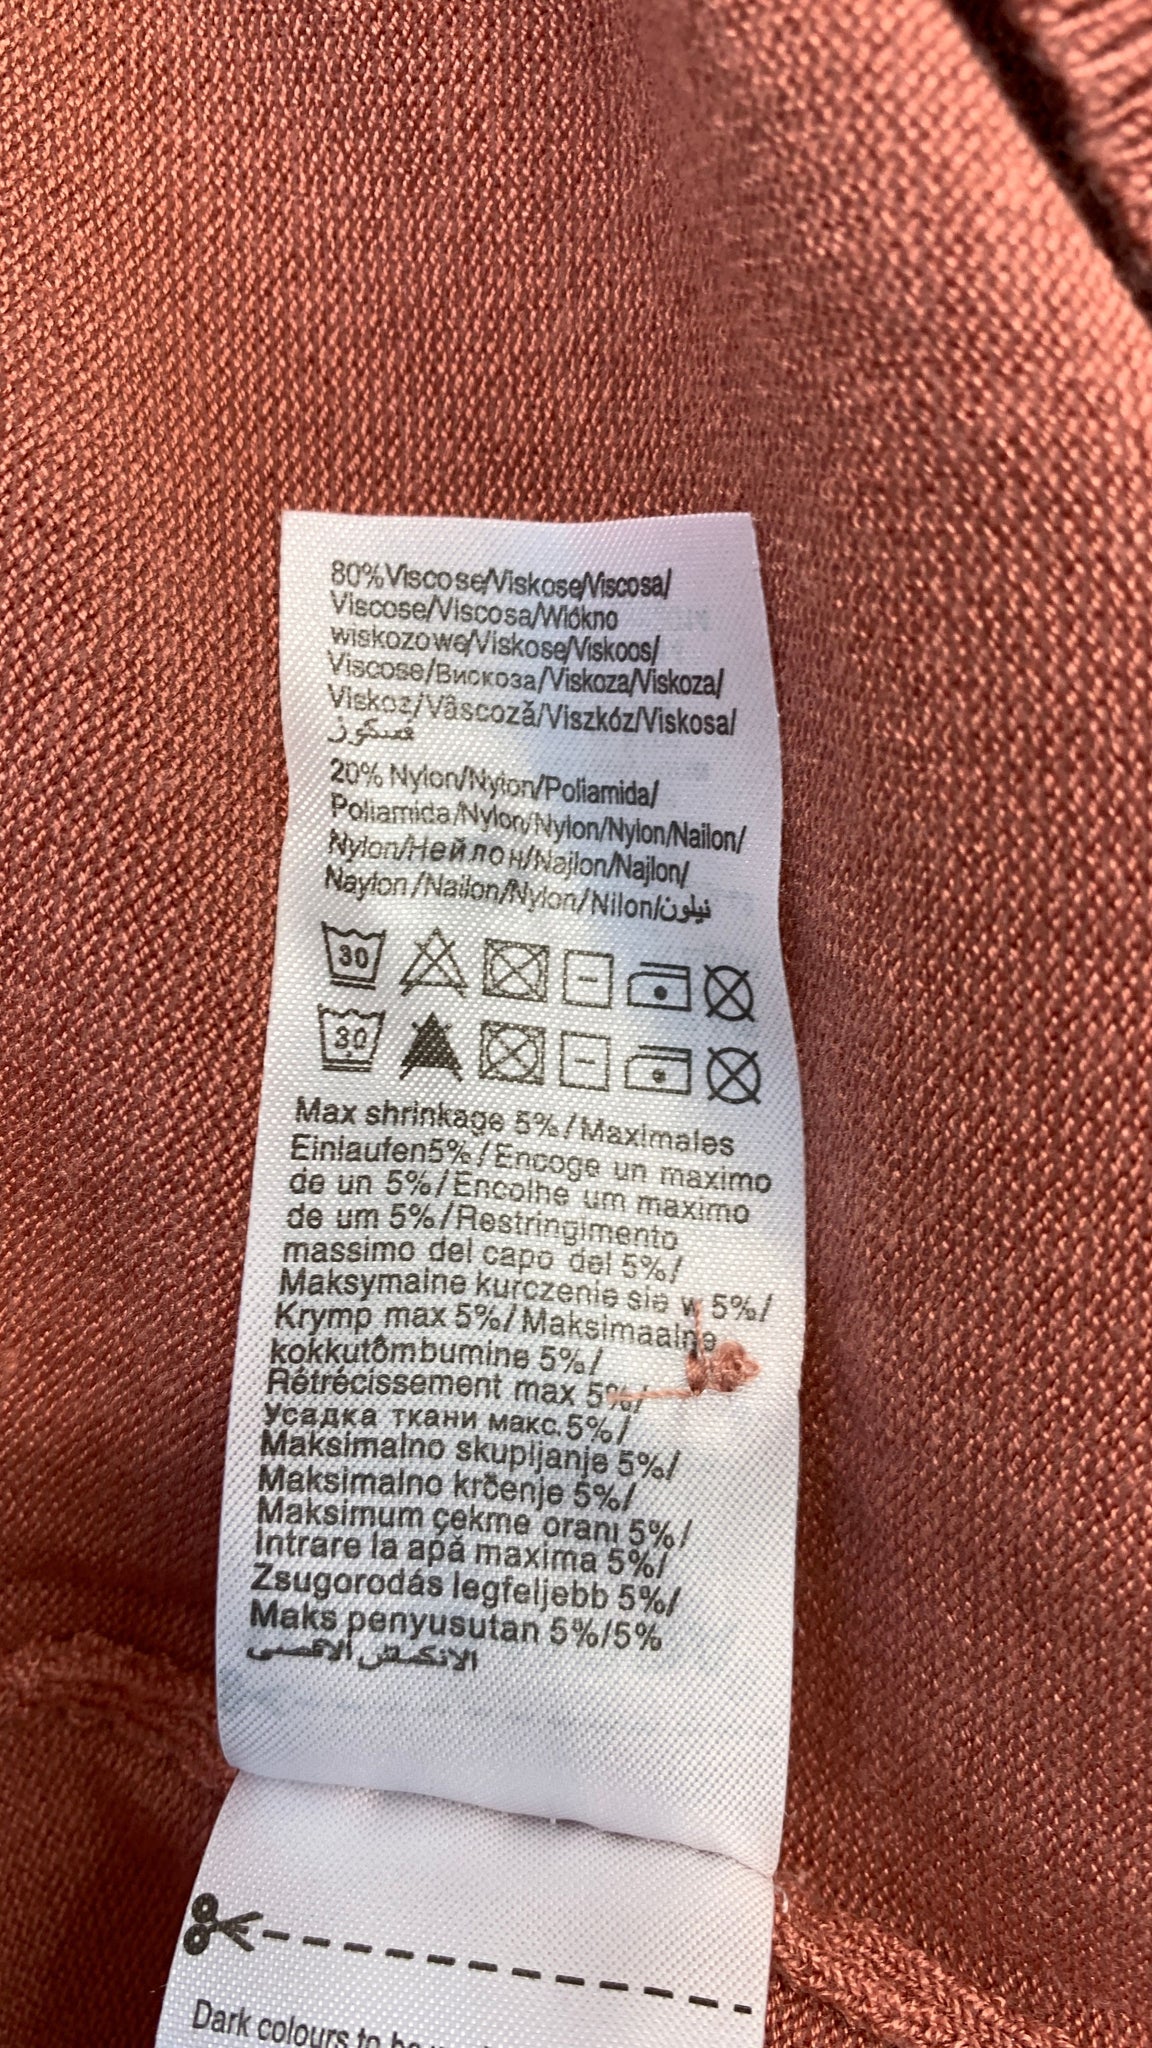 80%Viscose/Viskose/Viscosa/
Viscose/Viscosa/Wlókno
wiskozowe/Viskose/Viskoos/
Viscose/Вискоза/Viskoza/Viskoza/
Viskoz/Vâscoză/Viszkóz/Viskosa/
فسكوز
20% Nylon/Nylon/Poliamida/
Poliamida/Nylon/Nylon/Nylon/Nailon/
Nylon/Нейлон/Najlon/Najlon/
Naylon/Nailon/Nylon/Nilon/نيلون
30
30
Max shrinkage 5%/Maximales
Einlaufen5%/Encoge un maximo
de un 5%/Encolhe um maximo
de um 5%/Restringimento
massimo del capo del 5%/
Maksymalne kurczenie sie w 5%/
Krymp max 5%/Maksimaalne
kokkutômbumine 5%/
Rétrécissement max 5%/
Усадка ткани макс.5%/
Maksimalno skupljanje 5%/
Maksimalno krčenje 5%/
Maksimum çekme oranı 5%/
Intrare la apă maxima 5%/
Zsugorodás legfeljebb 5%/
Maks penyusutan 5%/5%
الانكماش الاقصى
Dark colours to be